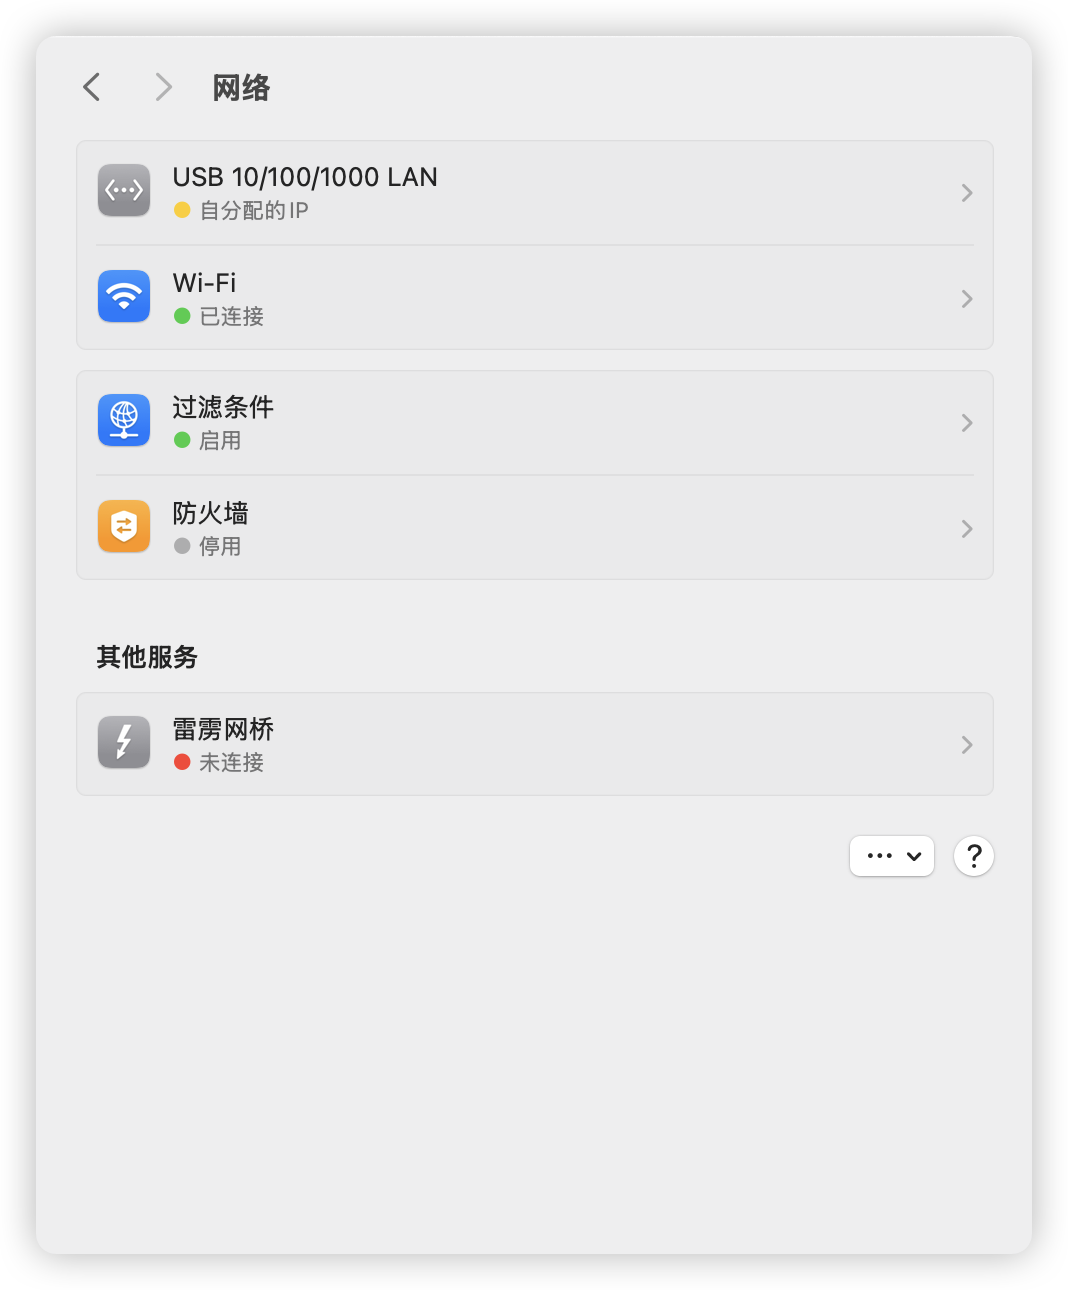 网络
USB 10/100/1000 LAN
自分配的IP
Wi-Fi
已连接
过滤条件
启用
防火墙
停用
其他服务
雷雳网桥
未连接
?